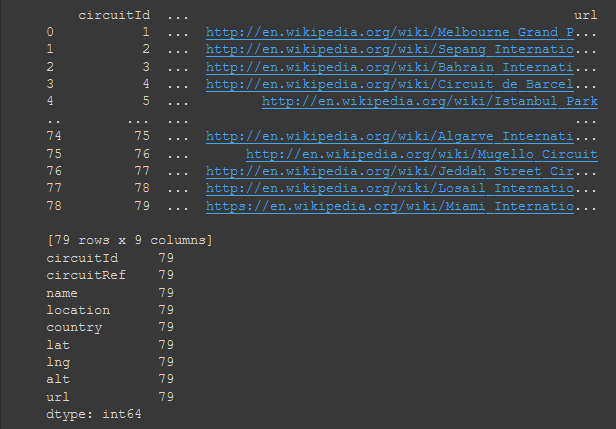 circuitId ... url
0 1 ... http://en.wikipedia.org/wiki/Melbourne_Grand_P...
1 2 ... http://en.wikipedia.org/wiki/Sepang_Internatio...
2 3 ... http://en.wikipedia.org/wiki/Bahrain_Internati...
3 4 ... http://en.wikipedia.org/wiki/Circuit_de_Barcel...
4 5 ... http://en.wikipedia.org/wiki/Istanbul_Park
.. ... ... ...
74 75 ... http://en.wikipedia.org/wiki/Algarve_Internati...
75 76 ... http://en.wikipedia.org/wiki/Mugello_Circuit
76 77 ... http://en.wikipedia.org/wiki/Jeddah_Street_Cir...
77 78 ... http://en.wikipedia.org/wiki/Losail_Internatio...
78 79 ... https://en.wikipedia.org/wiki/Miami_Internatio...
[79 rows x 9 columns]
circuitId 79
circuitRef 79
name 79
location 79
country 79
lat 79
lng 79
alt 79
url 79
dtype: int64